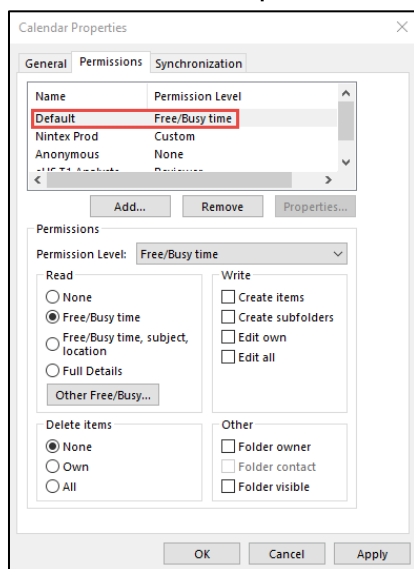 Calendar Properties
General Permissions Synchronization
Name Permission Level
Default Free/Busy time
Nintex Prod Custom
Anonymous None
Add... Remove Properties...
Permissions
Permission Level: Free/Busy time
Read Write
None Create items
Free/Busy time Create subfolders
Free/Busy time, subject, location Edit own
Full Details Edit all
Other Free/Busy...
Delete items Other
None Folder owner
Own Folder contact
All Folder visible
OK Cancel Apply